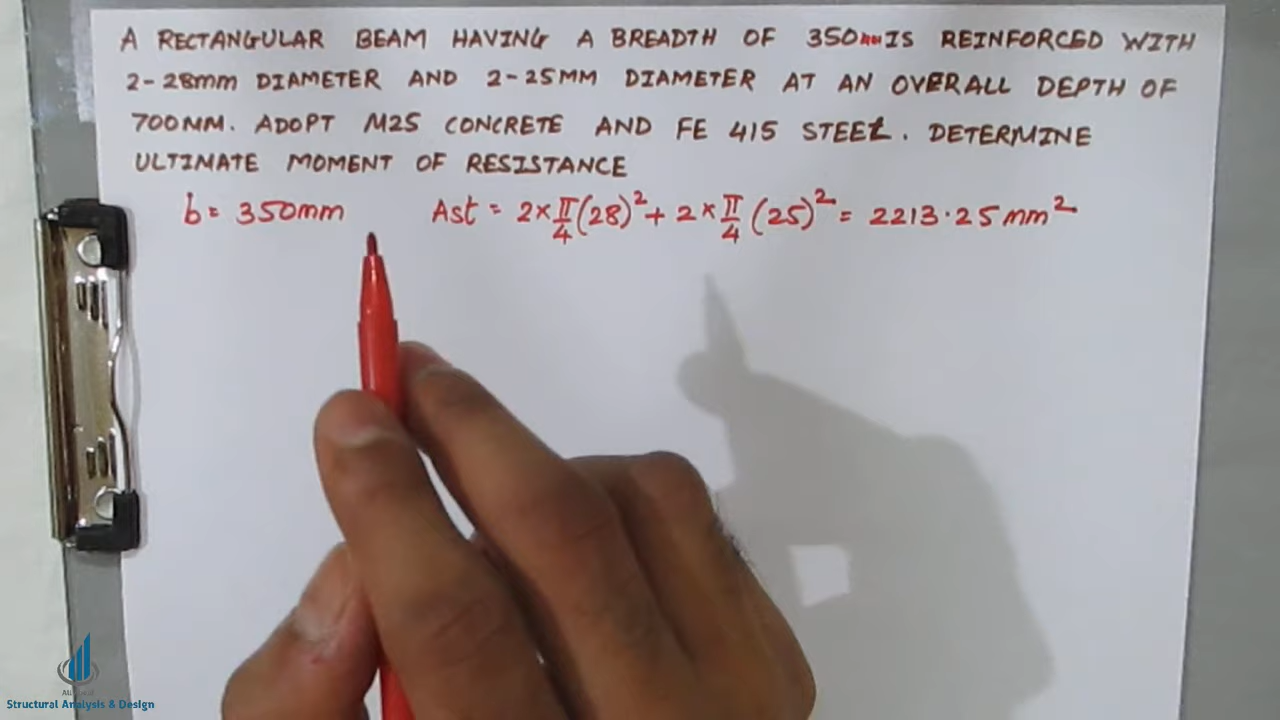 A RECTANGULAR BEAM HAVING A BREADTH OF 350mm IS REINFORCED WITH
2-28mm DIAMETER AND 2-25MM DIAMETER AT AN OVERALL DEPTH OF
700MM. ADOPT M25 CONCRETE AND FE 415 STEEL. DETERMINE
ULTIMATE MOMENT OF RESISTANCE
b = 350mm Ast = 2×π/4(28)²+ 2×π/4(25)² = 2213.25mm²
Structural Analysis & Design